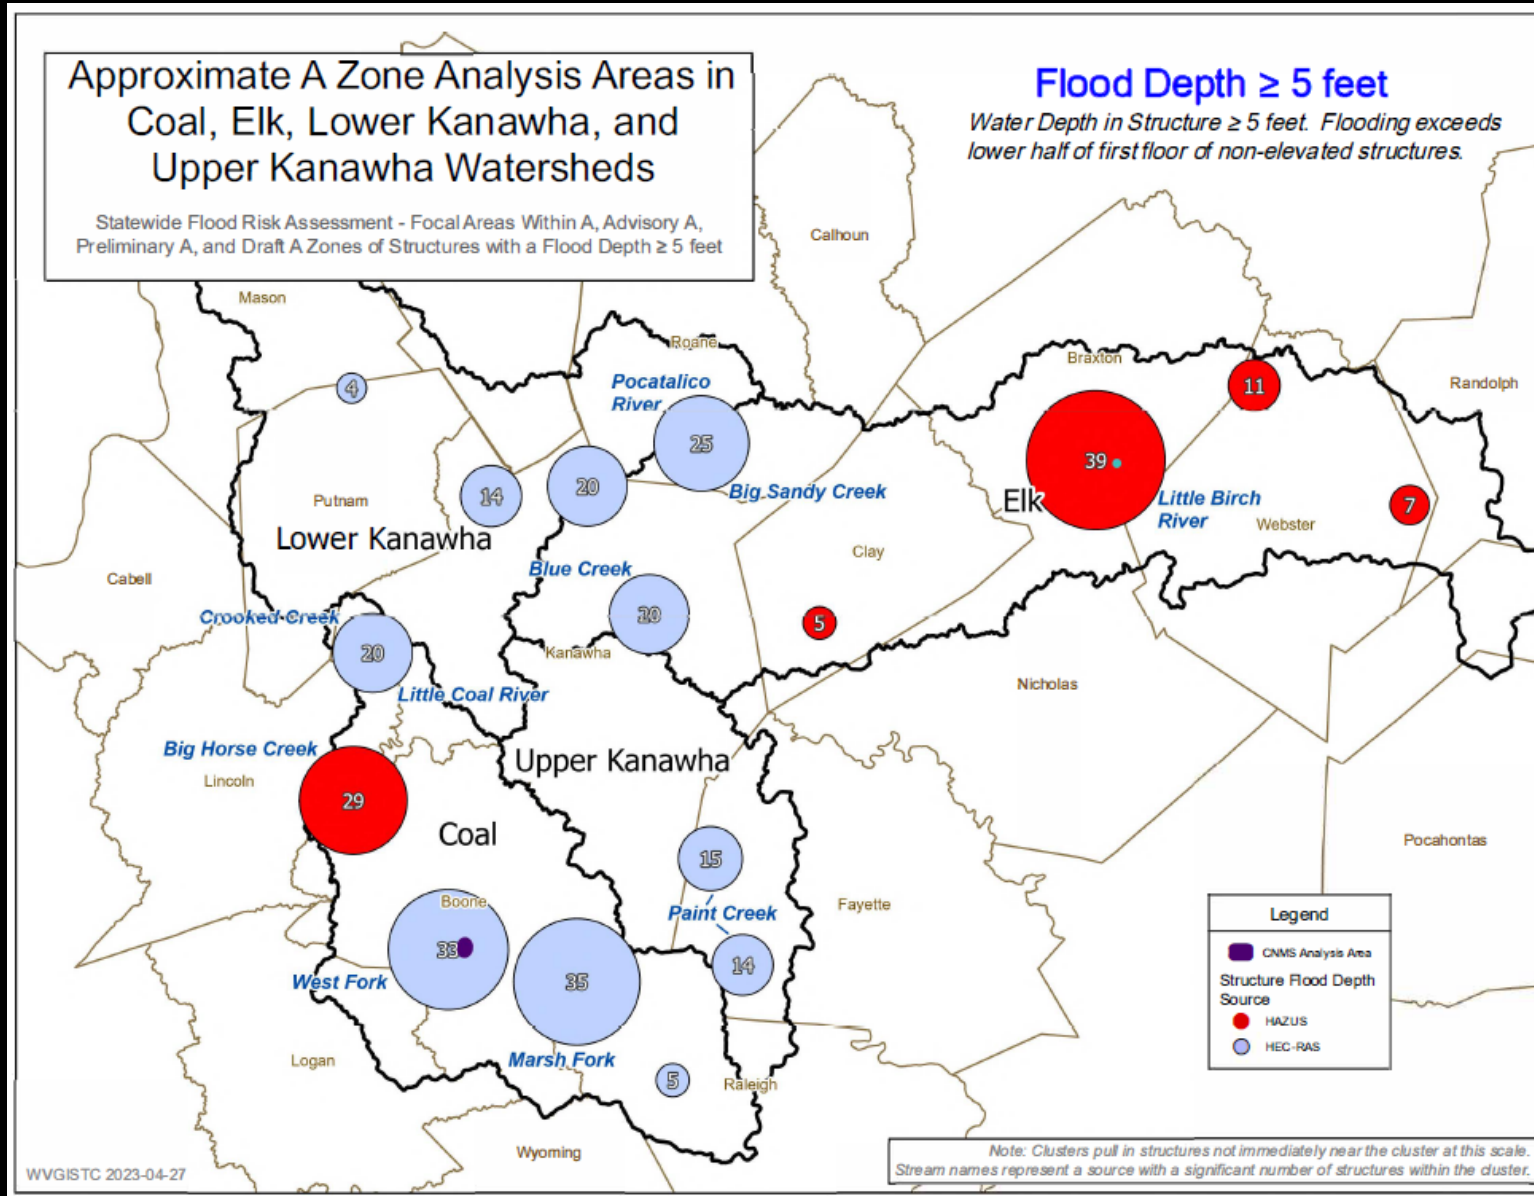 Approximate A Zone Analysis Areas in
Coal, Elk, Lower Kanawha, and
Upper Kanawha Watersheds
Statewide Flood Risk Assessment - Focal Areas Within A, Advisory A,
Preliminary A, and Draft A Zones of Structures with a Flood Depth ≥ 5 feet
Flood Depth ≥ 5 feet
Water Depth in Structure ≥ 5 feet. Flooding exceeds
lower half of first floor of non-elevated structures.
Calhoun
Mason
Roane
Braxton
Randolph
Pocatalico
River
4
11
25
39
14
20
Big Sandy Creek
Elk
Little Birch
River
7
Putnam
Webster
Lower Kanawha
Clay
Cabell
Blue Creek
Crooked Creek
20
5
20
Kanawha
Little Coal River
Nicholas
Big Horse Creek
Lincoln
Upper Kanawha
29
Coal
15
Pocahontas
Boone
Paint Creek
Fayette
33
35
14
West Fork
Marsh Fork
Logan
5
Raleigh
Wyoming
Legend
CNMS Analysis Area
Structure Flood Depth
Source
HAZUS
HEC-RAS
Note: Clusters pull in structures not immediately near the cluster at this scale.
Stream names represent a source with a significant number of structures within the cluster.
WVGISTC 2023-04-27